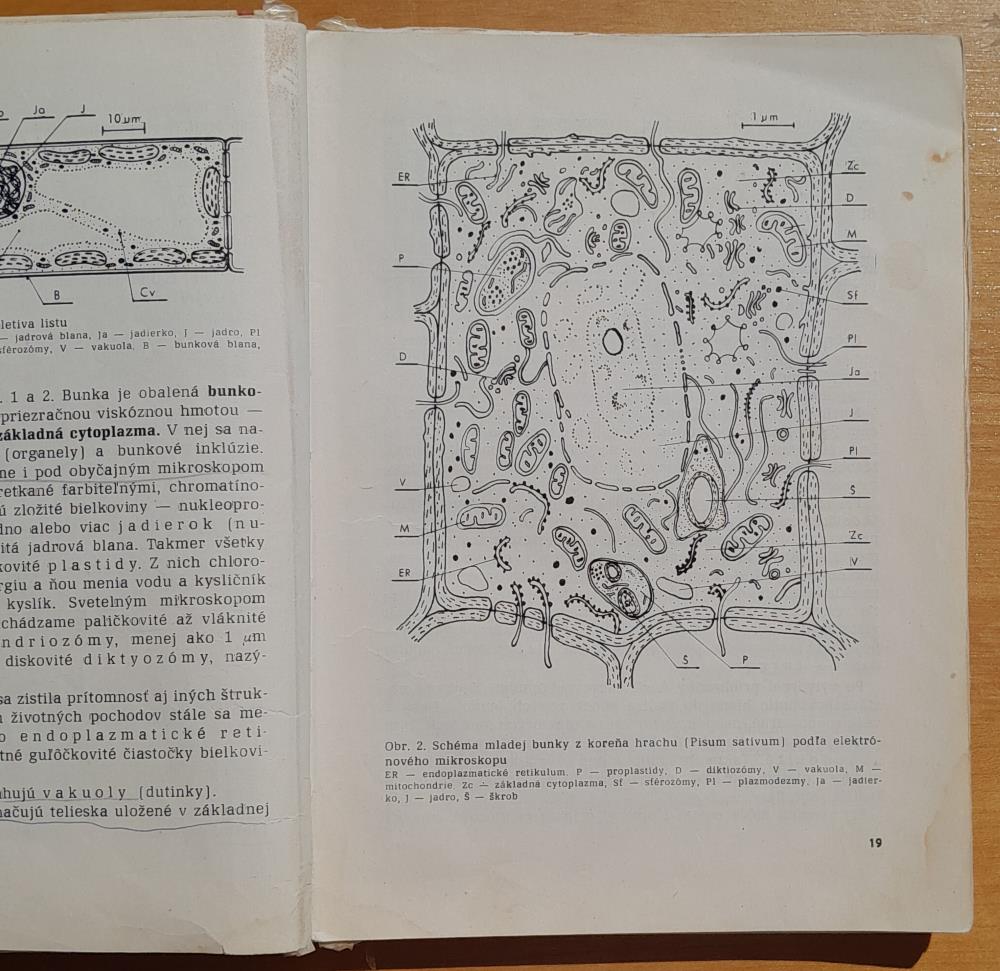 Ja
J
10 μm
B
Cv
letiva listu
— jadrová blana, Ja — jadierko, J — jadro, Pl
sférozómy, V — vakuola, B — bunková blana,
. 1 a 2. Bunka je obalená bunko-
priezračnou viskóznou hmotou —
základná cytoplazma. V nej sa na-
(organely) a bunkové inklúzie.
ne i pod obyčajným mikroskopom
retkané farbiteľnými, chromatíno-
ú zložité bielkoviny — nukleopro-
dno alebo viac jadierok (nu-
itá jadrová blana. Takmer všetky
kovité plastidy. Z nich chloro-
rgiu a ňou menia vodu a kysličník
kyslík. Svetelným mikroskopom
chádzame paličkovité až vláknité
ndriozómy, menej ako 1 μm
diskovité diktyozómy, nazý-
sa zistila prítomnosť aj iných štruk-
životných pochodov stále sa me-
o endoplazmatické reti-
tné guľôčkovité čiastočky bielkovi-
ahujú vakuoly (dutinky).
načujú telieska uložené v základnej
1 μm
ER
P
D
V
M
ER
Zc
D
M
Sf
Pl
Ja
J
Pl
Š
Zc
V
Š
P
Obr. 2. Schéma mladej bunky z koreňa hrachu (Pisum sativum) podľa elektró-
nového mikroskopu
ER — endoplazmatické retikulum. P — proplastidy, D — diktiozómy, V — vakuola, M —
mitochondrie. Zc — základná cytoplazma, Sf — sférozómy, Pl — plazmodezmy, Ja — jadier-
ko, J — jadro, Š — škrob
19